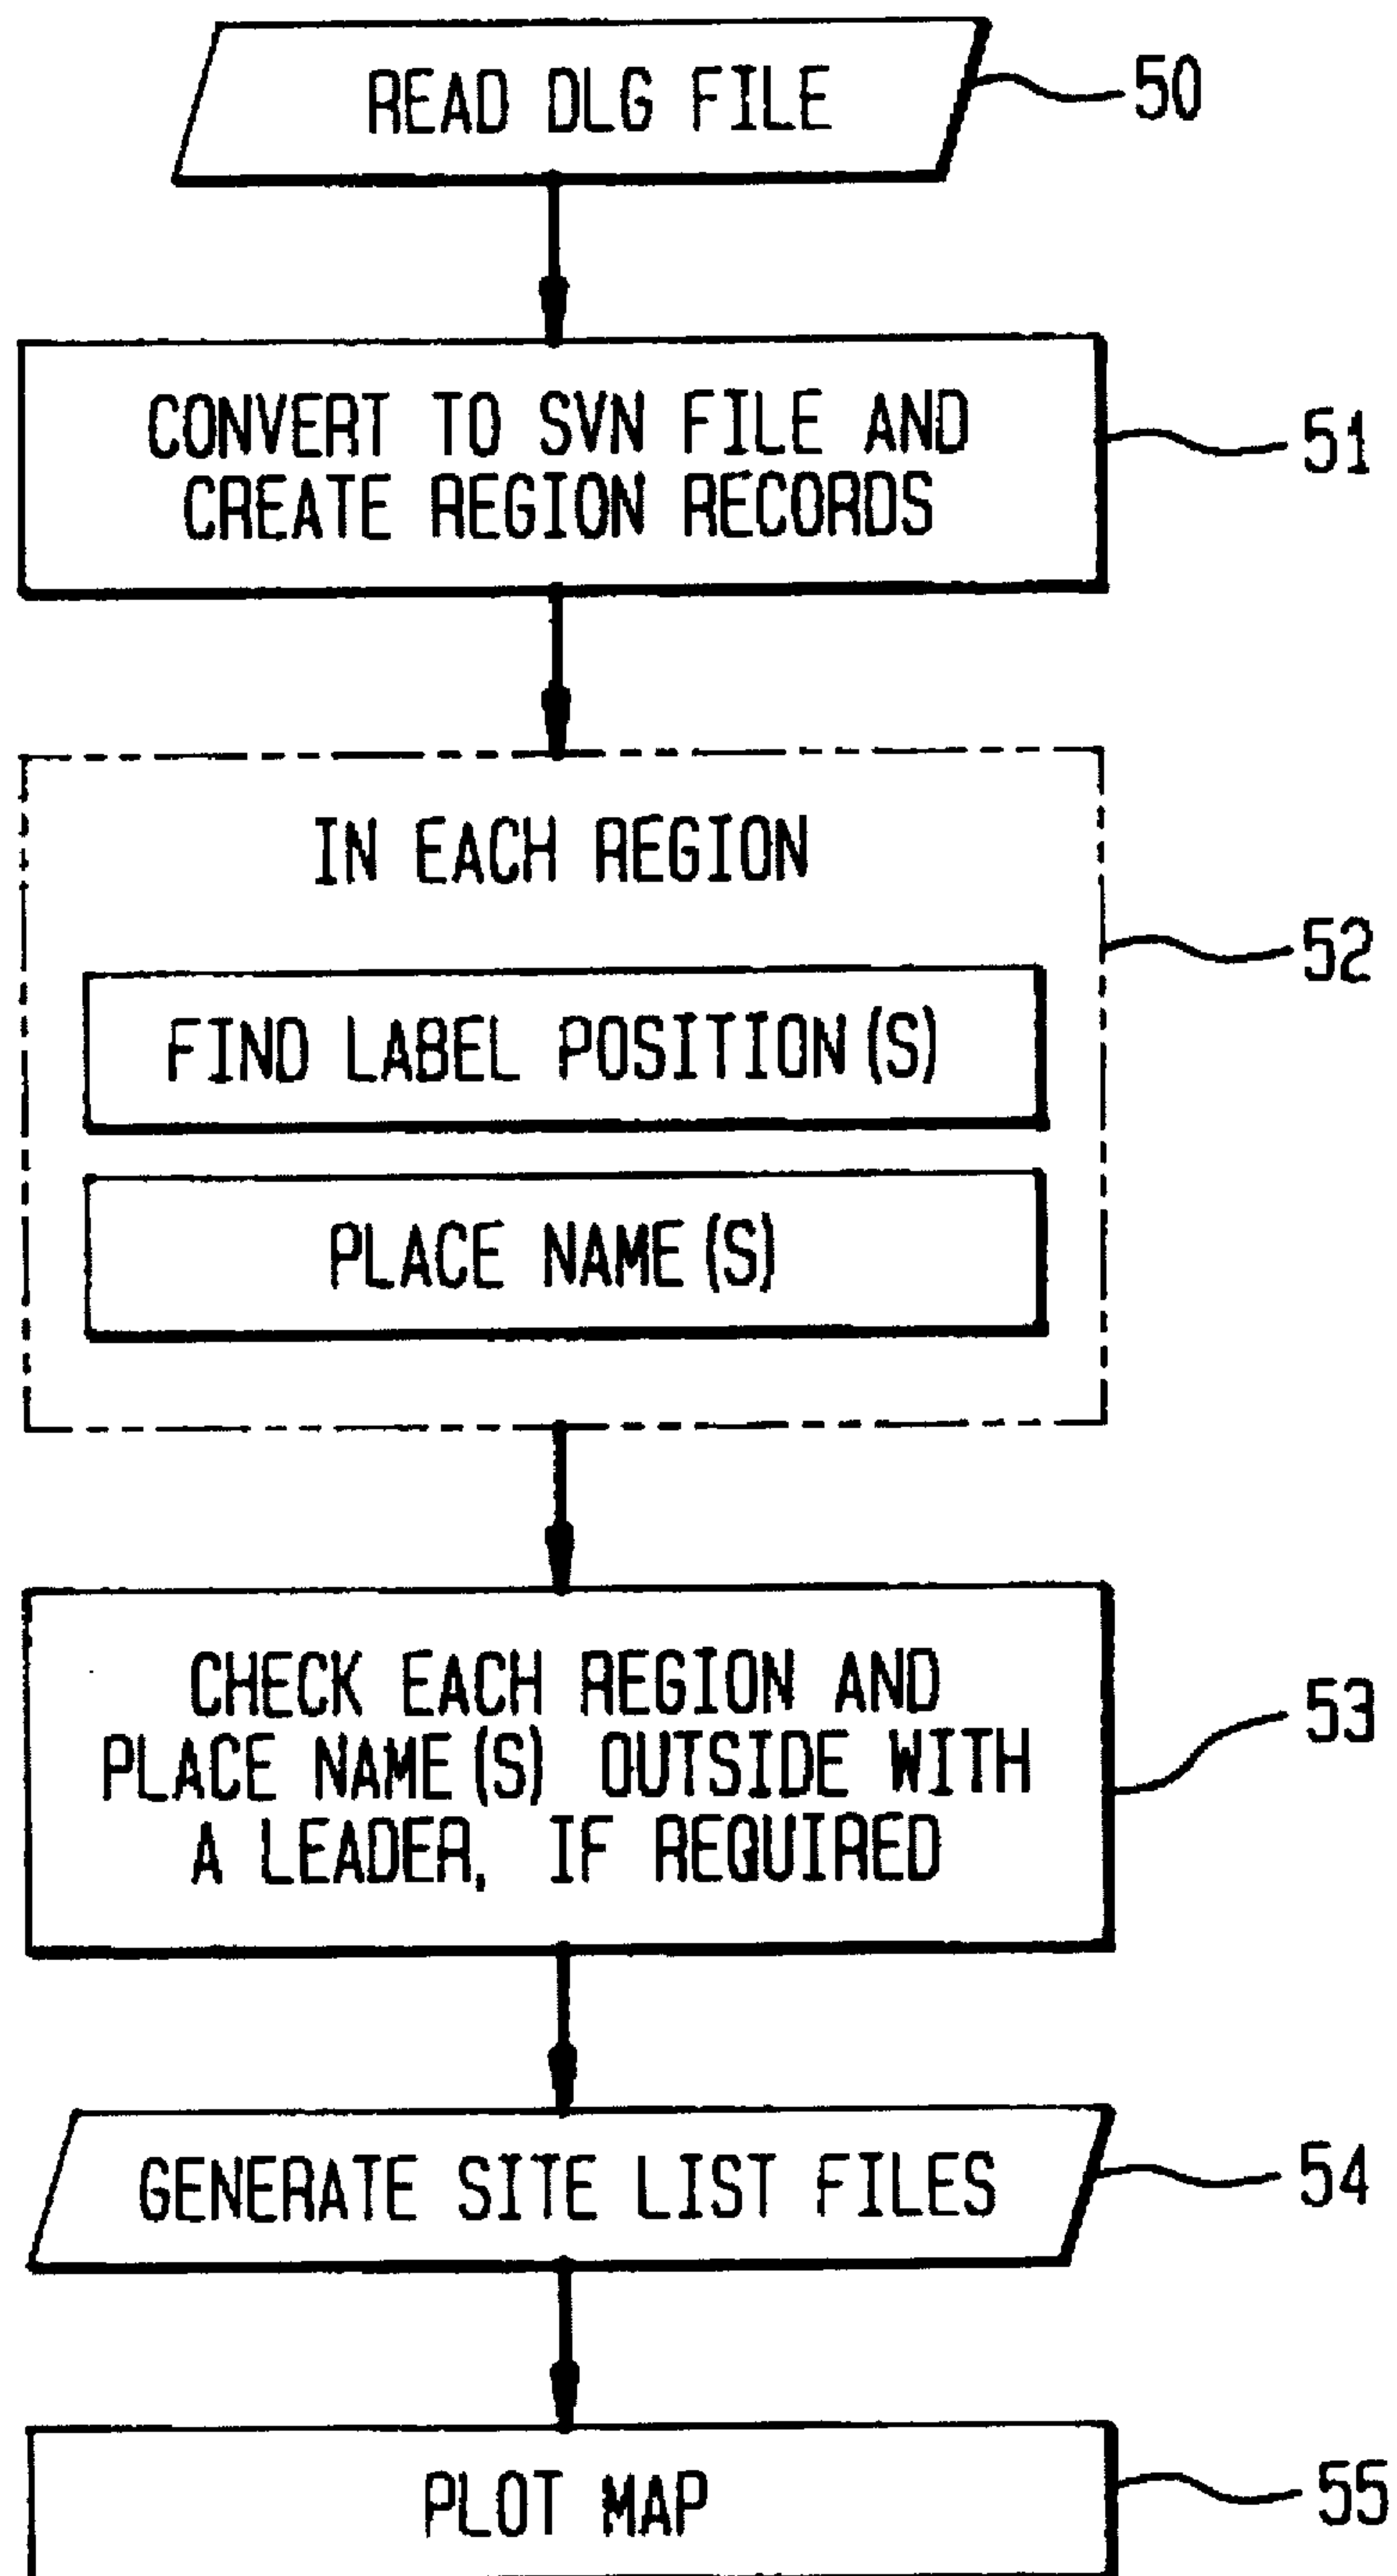 READ DLG FILE
50
CONVERT TO SVN FILE AND
CREATE REGION RECORDS
51
IN EACH REGION
52
FIND LABEL POSITION(S)
PLACE NAME(S)
CHECK EACH REGION AND
PLACE NAME(S) OUTSIDE WITH
A LEADER, IF REQUIRED
53
GENERATE SITE LIST FILES
54
PLOT MAP
55